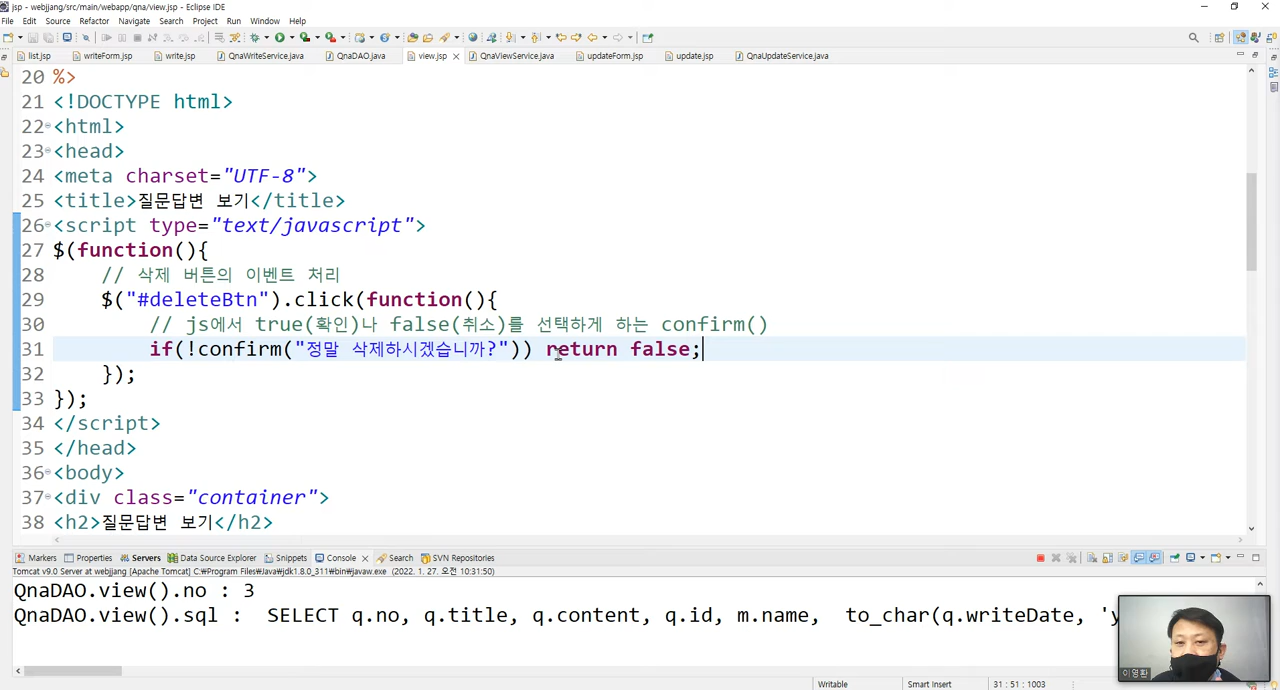 jsp - webjjang/src/main/webapp/qna/view.jsp - Eclipse IDE
File Edit Source Refactor Navigate Search Project Run Window Help
list.jsp writeForm.jsp write.jsp QnaWriteService.java QnaDAO.java view.jsp QnaViewService.java updateForm.jsp update.jsp QnaUpdateService.java
20 %>
21 <!DOCTYPE html>
22 <html>
23 <head>
24 <meta charset="UTF-8">
25 <title>질문답변 보기</title>
26 <script type="text/javascript">
27 $(function(){
28 // 삭제 버튼의 이벤트 처리
29 $("#deleteBtn").click(function(){
30 // js에서 true(확인)나 false(취소)를 선택하게 하는 confirm()
31 if(!confirm("정말 삭제하시겠습니까?")) return false;
32 });
33 });
34 </script>
35 </head>
36 <body>
37 <div class="container">
38 <h2>질문답변 보기</h2>
Markers Properties Servers Data Source Explorer Snippets Console Search SVN Repositories
Tomcat v9.0 Server at webjjang [Apache Tomcat] C:￦Program Files￦Java￦jdk1.8.0_311￦bin￦javaw.exe (2022. 1. 27. 오전 10:31:50)
QnaDAO.view().no : 3
QnaDAO.view().sql : SELECT q.no, q.title, q.content, q.id, m.name, to_char(q.writeDate, 'y
이영환
Writable Smart Insert 31 : 51 : 1003